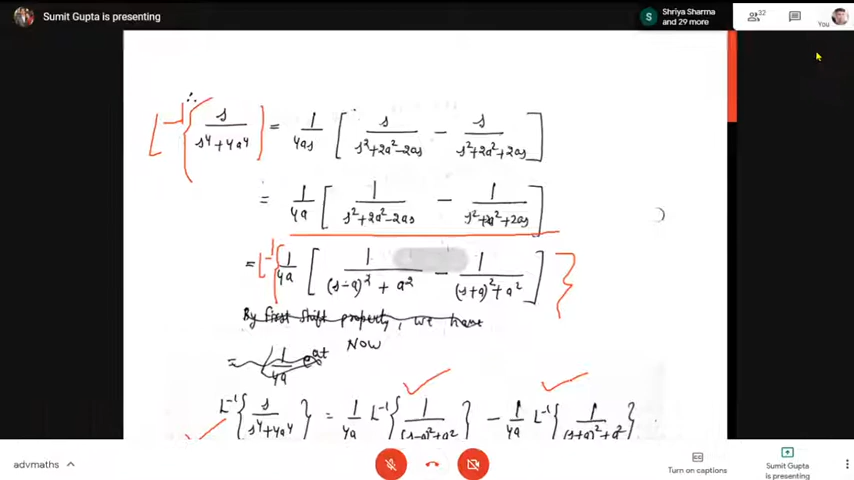 Sumit Gupta is presenting
S
Shriya Sharma
and 29 more
32
You
∴ L⁻¹{ s/(s⁴+4a⁴) } = 1/4as [ s/(s²+2a²-2as) - s/(s²+2a²+2as) ]
= 1/4a [ 1/(s²+2a²-2as) - 1/(s²+2a²+2as) ]
= L⁻¹{ 1/4a [ 1/((s-a)²+a²) - 1/((s+a)²+a²) ] }
By first shift property, we have
Now
= 1/4a e^at
L⁻¹{ s/(s⁴+4a⁴) } = 1/4a L⁻¹{ 1/((s-a)²+a²) } - 1/4a L⁻¹{ 1/((s+a)²+a²) }
advmaths
Turn on captions
Sumit Gupta
is presenting